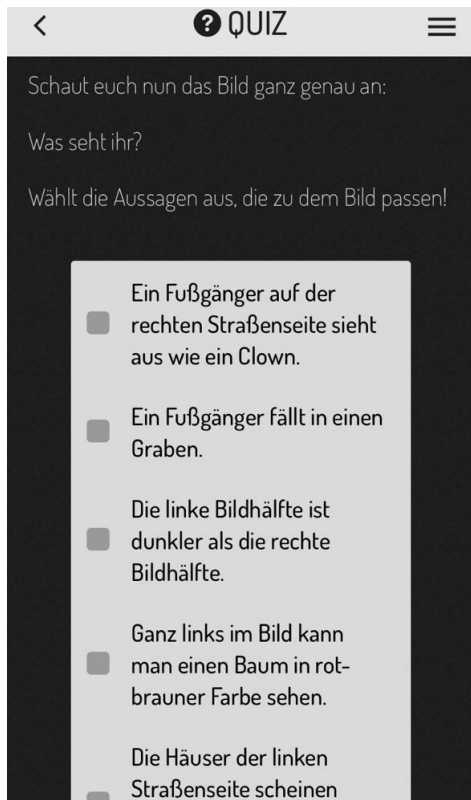 QUIZ
Schaut euch nun das Bild ganz genau an:
Was seht ihr?
Wählt die Aussagen aus, die zu dem Bild passen!
Ein Fußgänger auf der
rechten Straßenseite sieht
aus wie ein Clown.
Ein Fußgänger fällt in einen
Graben.
Die linke Bildhälfte ist
dunkler als die rechte
Bildhälfte.
Ganz links im Bild kann
man einen Baum in rot-
brauner Farbe sehen.
Die Häuser der linken
Straßenseite scheinen